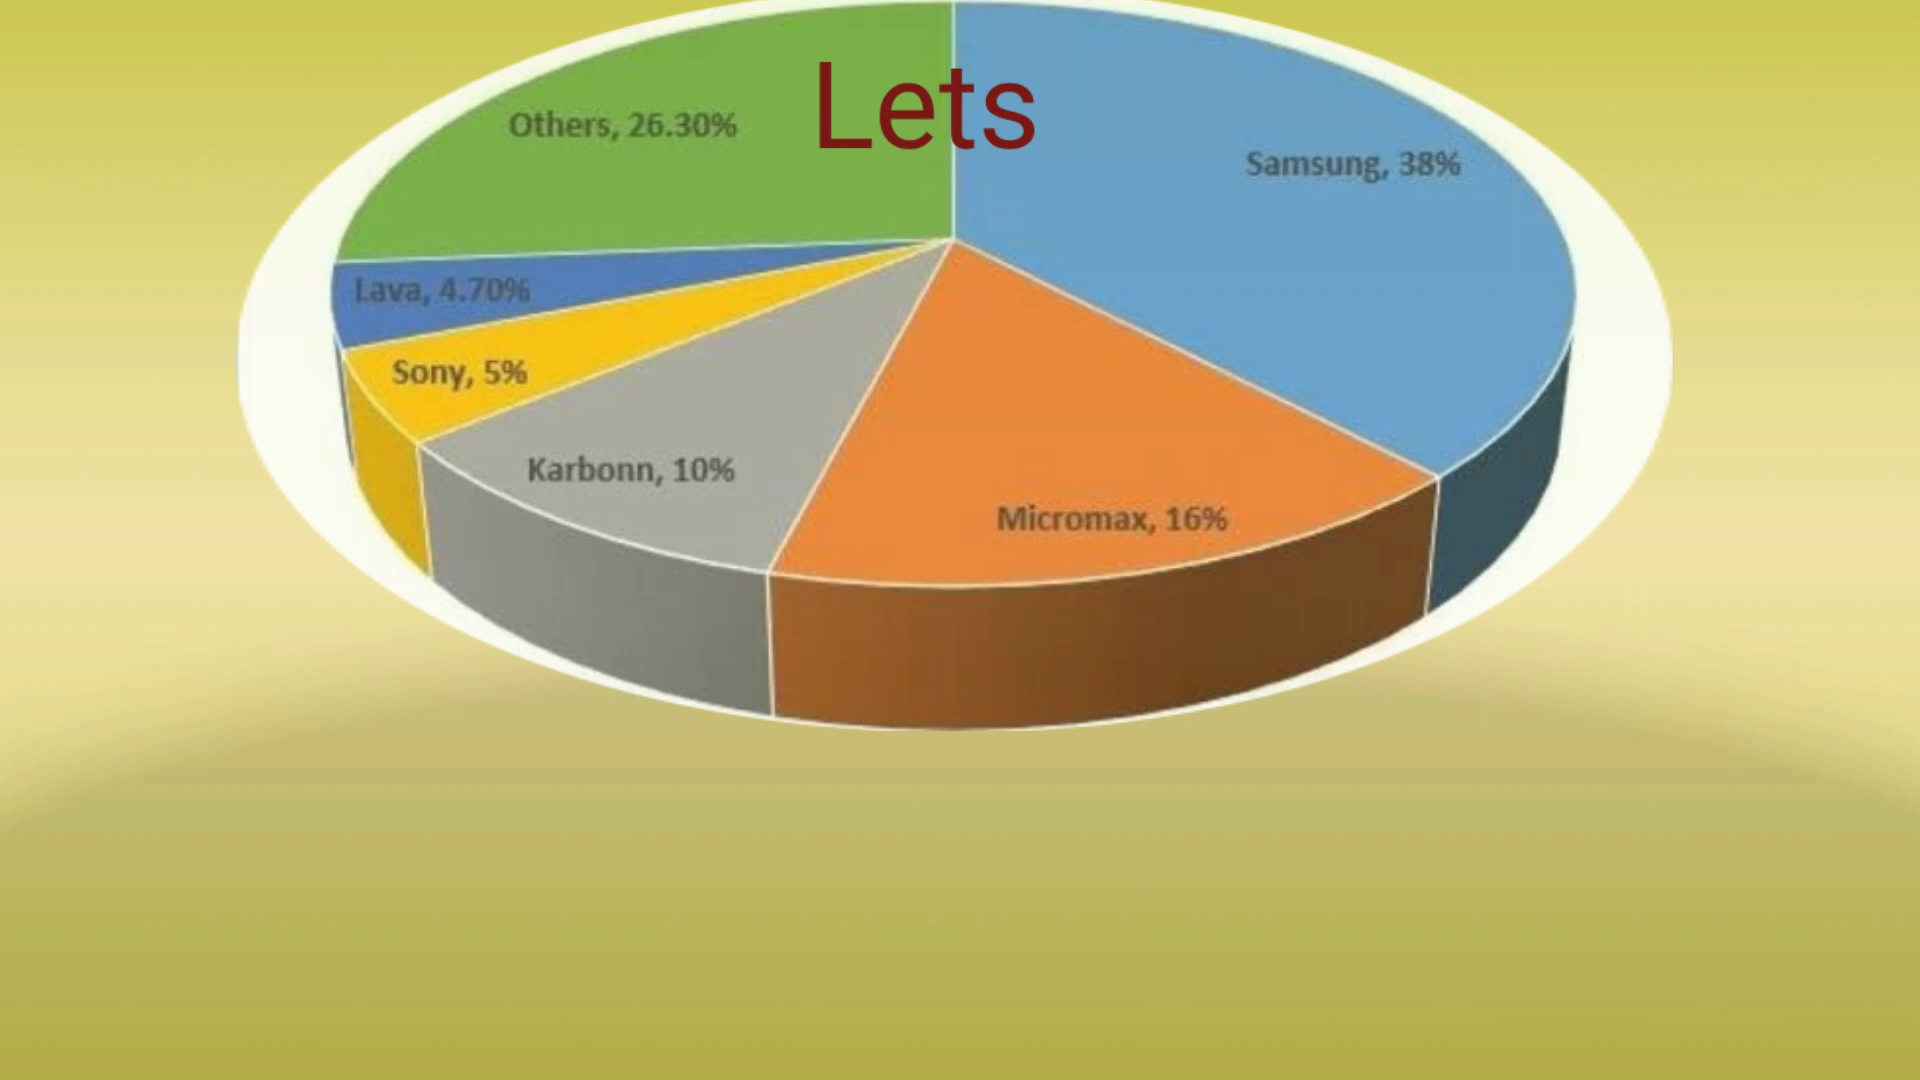 Lets
Others, 26.30%
Samsung, 38%
Lava, 4.70%
Sony, 5%
Karbonn, 10%
Micromax, 16%